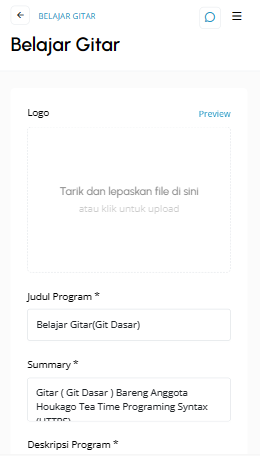 BELAJAR GITAR
Belajar Gitar
Logo
Preview
Tarik dan lepaskan file di sini
atau klik untuk upload
Judul Program *
Belajar Gitar(Git Dasar)
Summary *
Gitar ( Git Dasar ) Bareng Anggota
Houkago Tea Time Programing Syntax
(HTTPS)
Deskripsi Program *